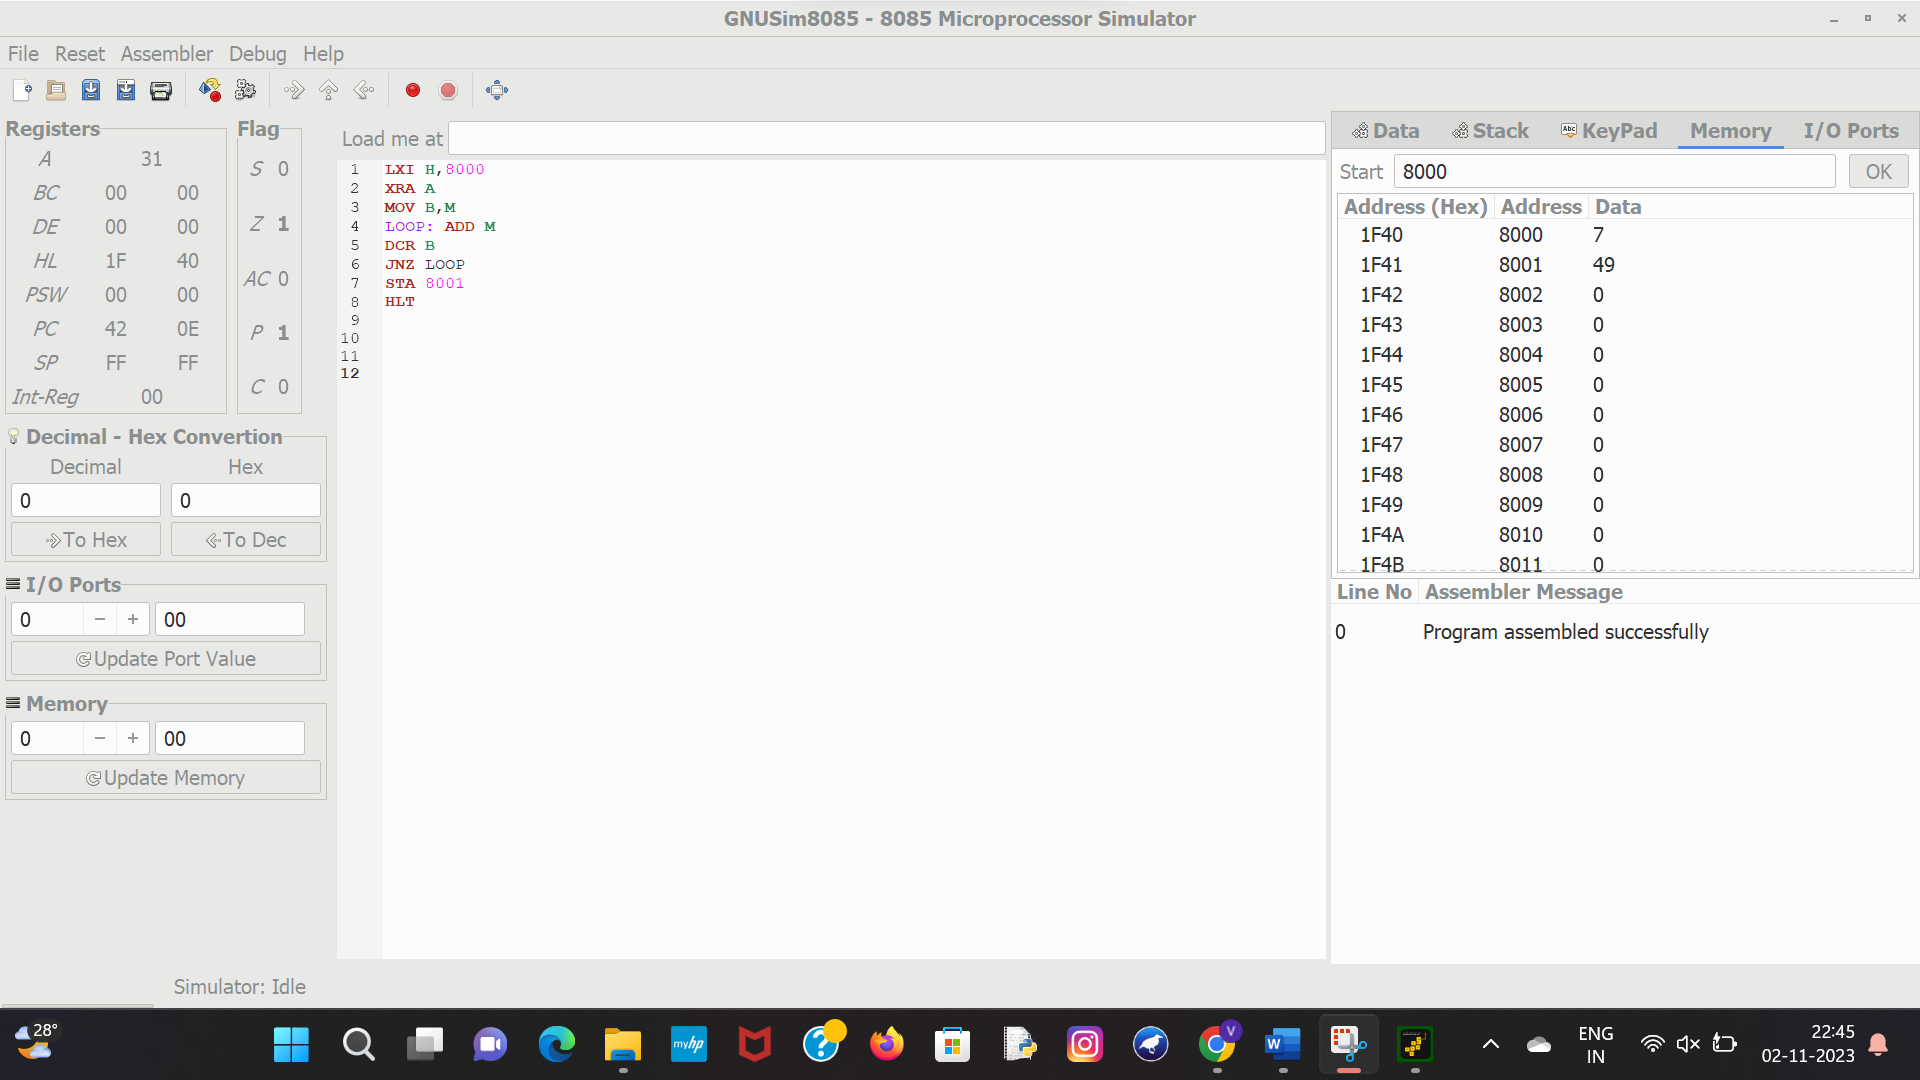 GNUSim8085 - 8085 Microprocessor Simulator
File Reset Assembler Debug Help
Registers
A 31
BC 00 00
DE 00 00
HL 1F 40
PSW 00 00
PC 42 0E
SP FF FF
Int-Reg 00
Flag
S 0
Z 1
AC 0
P 1
C 0
Decimal - Hex Convertion
Decimal Hex
0 0
To Hex To Dec
I/O Ports
0 − + 00
Update Port Value
Memory
0 − + 00
Update Memory
Load me at
1 LXI H,8000
2 XRA A
3 MOV B,M
4 LOOP: ADD M
5 DCR B
6 JNZ LOOP
7 STA 8001
8 HLT
9
10
11
12
Data Stack Abc KeyPad Memory I/O Ports
Start 8000 OK
Address (Hex) Address Data
1F40 8000 7
1F41 8001 49
1F42 8002 0
1F43 8003 0
1F44 8004 0
1F45 8005 0
1F46 8006 0
1F47 8007 0
1F48 8008 0
1F49 8009 0
1F4A 8010 0
1F4B 8011 0
Line No Assembler Message
0 Program assembled successfully
Simulator: Idle
28°
myhp
?
V
W
ENG
IN
22:45
02-11-2023